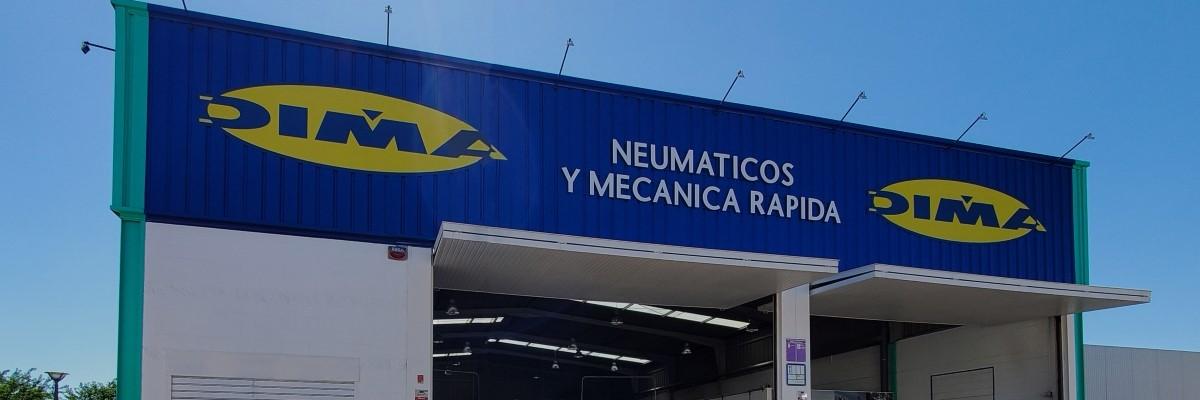 DIMA
NEUMATICOS
Y MECANICA RAPIDA
DIMA